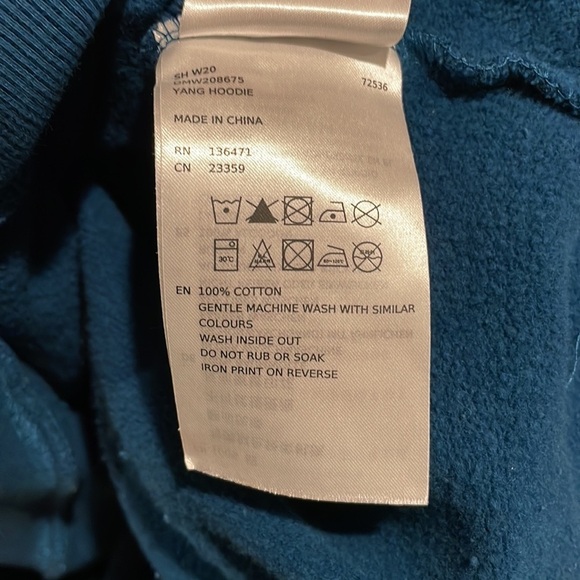 SH W20
DMW208675
72536
YANG HOODIE
MADE IN CHINA
RN 136471
CN 23359
30°C
EN 100% COTTON
GENTLE MACHINE WASH WITH SIMILAR
COLOURS
WASH INSIDE OUT
DO NOT RUB OR SOAK
IRON PRINT ON REVERSE